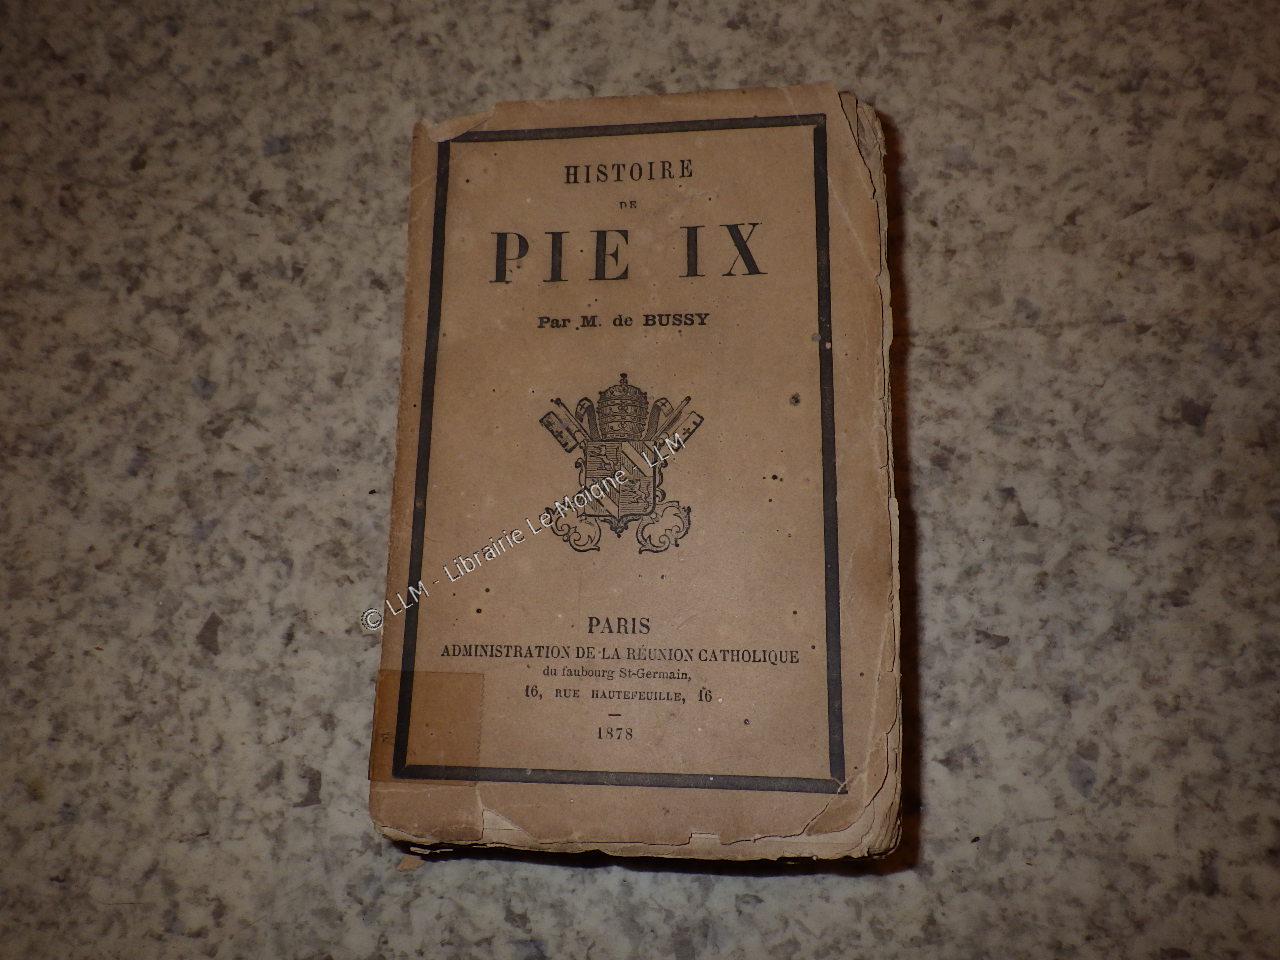 HISTOIRE
DE
PIE IX
Par M. de BUSSY
© LLM - Librairie Le Moigne - LLM
PARIS
ADMINISTRATION DE LA RÉUNION CATHOLIQUE
du faubourg St-Germain,
16, RUE HAUTEFEUILLE, 16
1878